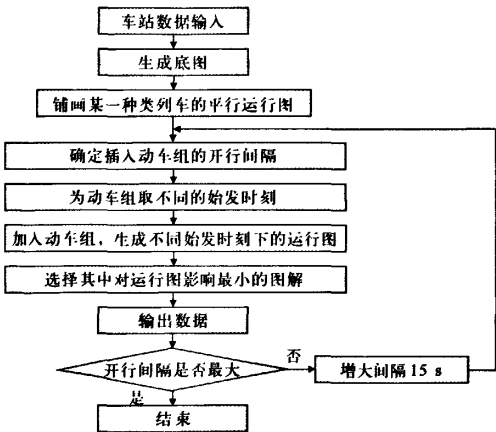 车站数据输入
生成底图
铺画某一种类列车的平行运行图
确定插入动车组的开行间隔
为动车组取不同的始发时刻
加入动车组，生成不同始发时刻下的运行图
选择其中对运行图影响最小的图解
输出数据
开行间隔是否最大
否
增大间隔15 s
是
结束